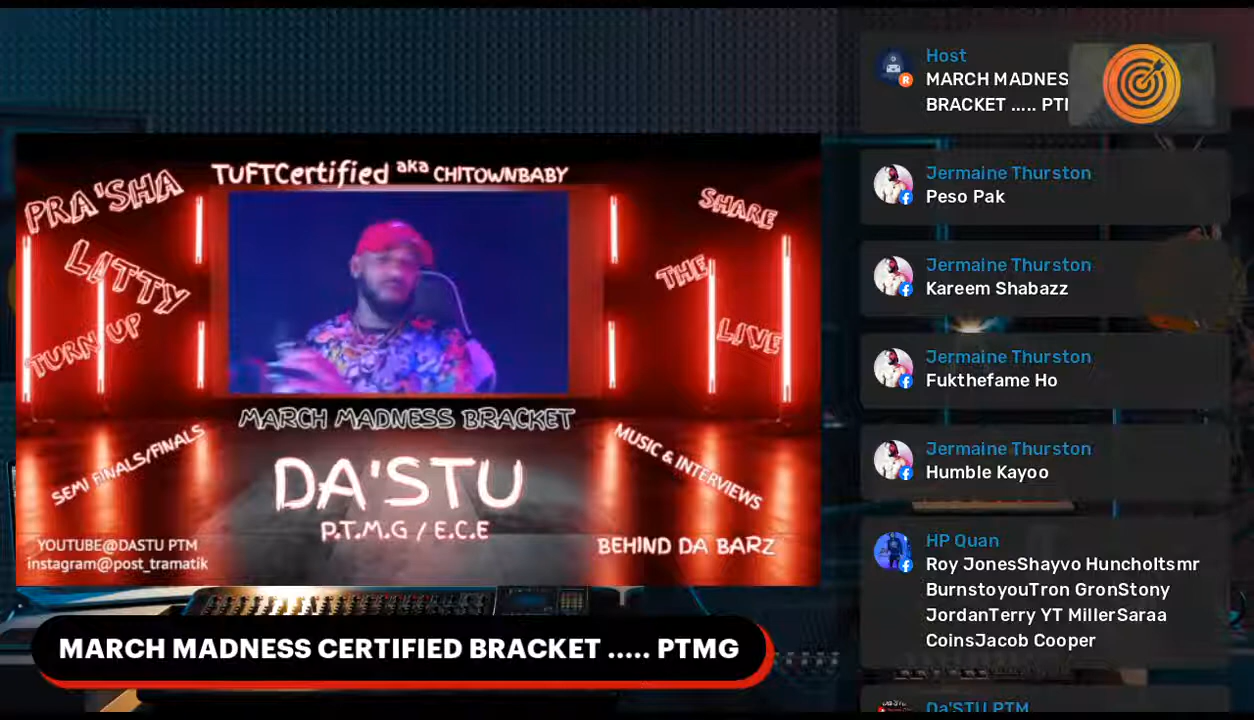 TUFTCertified aka CHITOWNBABY
PRA'SHA
LITTY
TURN UP
SHARE
THE
LIVE
MARCH MADNESS BRACKET
SEMI FINALS/FINALS
MUSIC & INTERVIEWS
DA'STU
P.T.M.G / E.C.E
YOUTUBE@DASTU PTM
instagram@post_tramatik
BEHIND DA BARZ
MARCH MADNESS CERTIFIED BRACKET ..... PTMG
Host
MARCH MADNES
BRACKET ..... PT
Jermaine Thurston
Peso Pak
Jermaine Thurston
Kareem Shabazz
Jermaine Thurston
Fukthefame Ho
Jermaine Thurston
Humble Kayoo
HP Quan
Roy JonesShayvo Huncholtsmr
BurnstoyouTron GronStony
JordanTerry YT MillerSaraa
CoinsJacob Cooper
Da'STU PTM